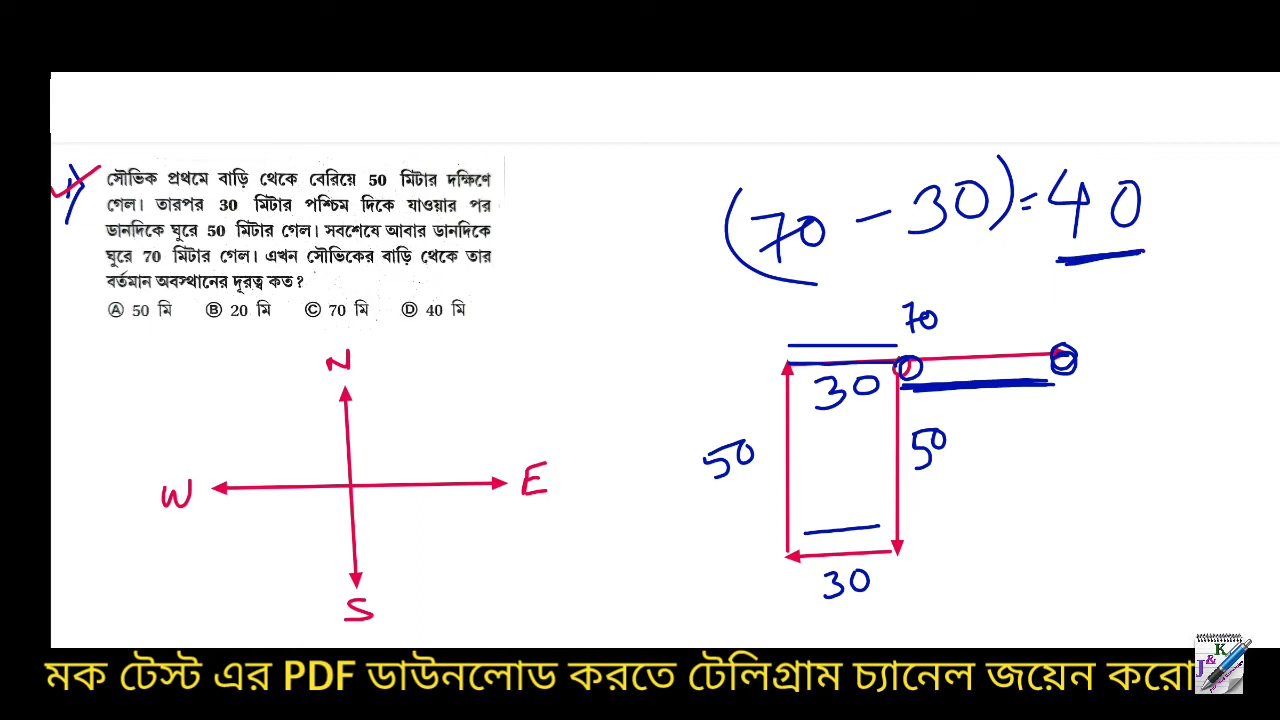 সৌভিক প্রথমে বাড়ি থেকে বেরিয়ে 50 মিটার দক্ষিণে
গেল। তারপর 30 মিটার পশ্চিম দিকে যাওয়ার পর
ডানদিকে ঘুরে 50 মিটার গেল। সবশেষে আবার ডানদিকে
ঘুরে 70 মিটার গেল। এখন সৌভিকের বাড়ি থেকে তার
বর্তমান অবস্থানের দূরত্ব কত?
Ⓐ 50 মি Ⓑ 20 মি Ⓒ 70 মি Ⓓ 40 মি
(70 − 30) = 40
70
30
50
50
30
N
W
E
S
মক টেস্ট এর PDF ডাউনলোড করতে টেলিগ্রাম চ্যানেল জয়েন করো
J&K